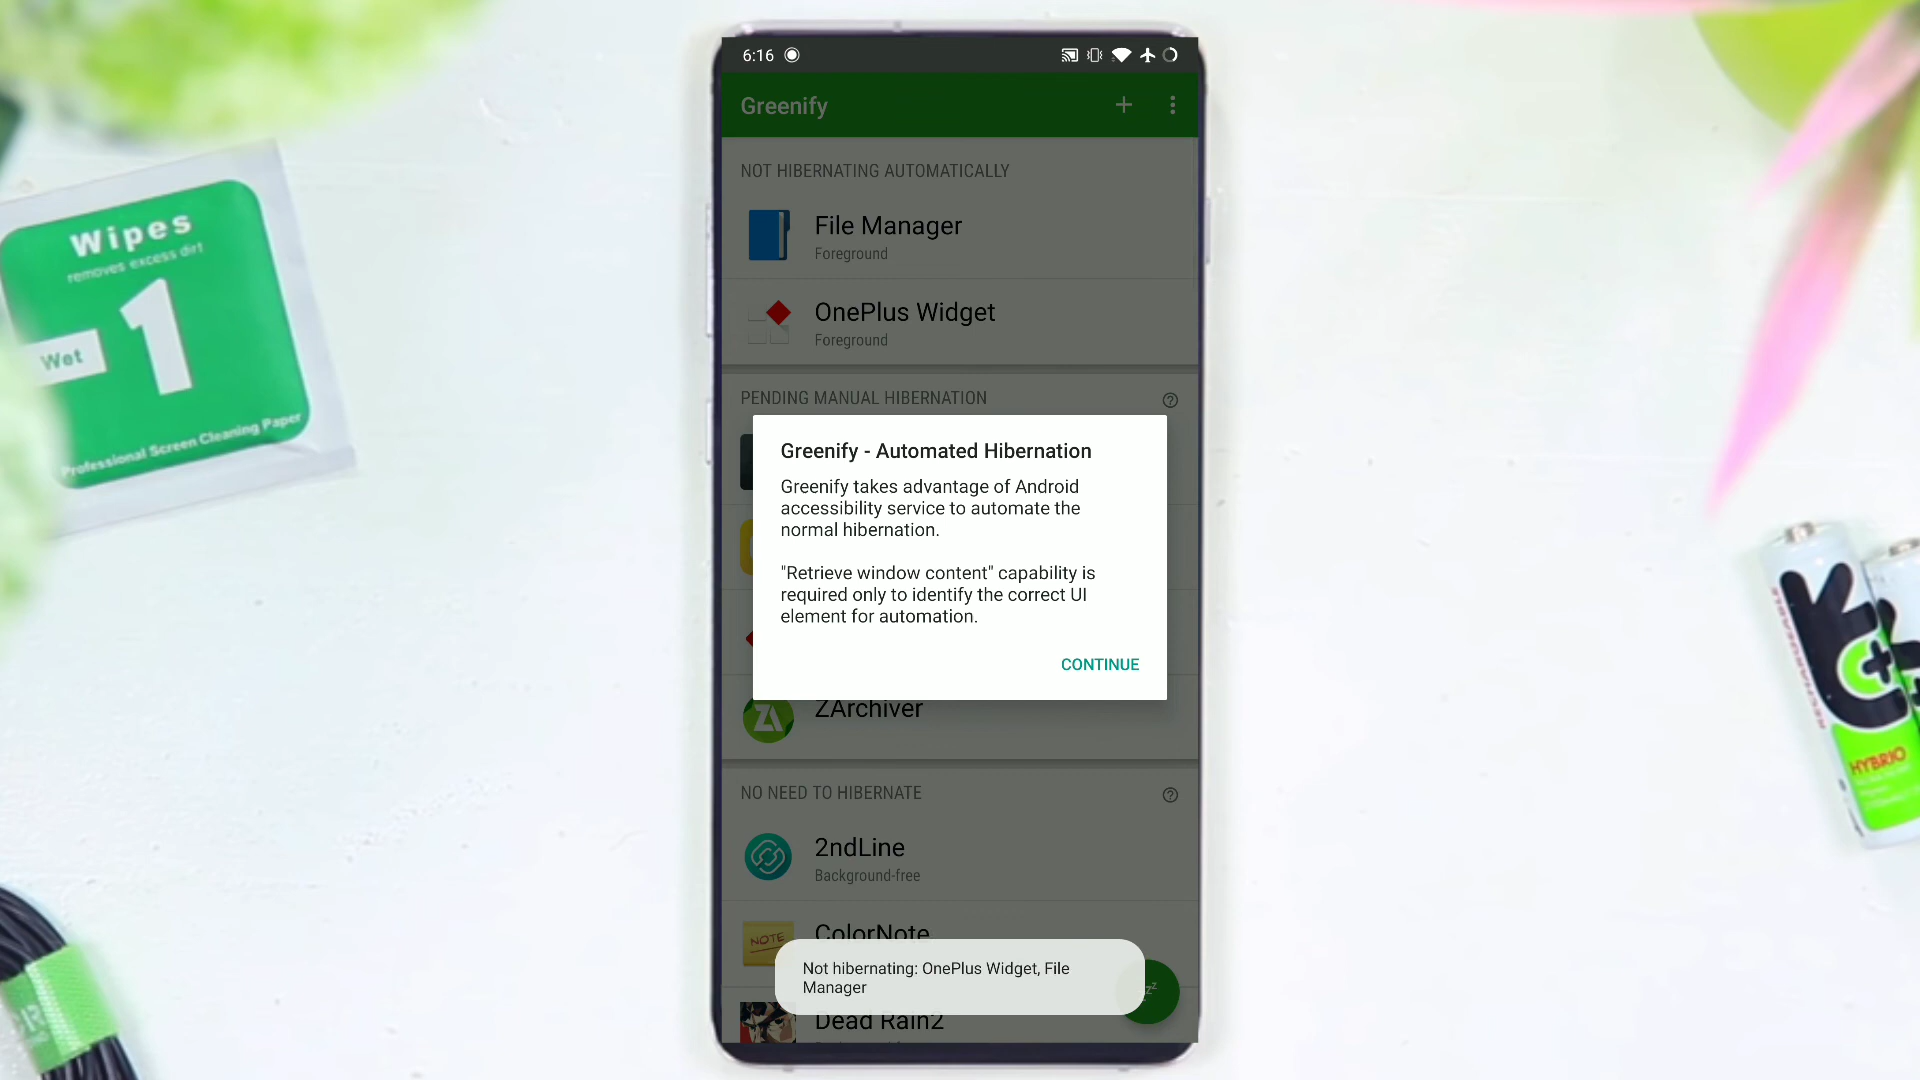 6:16
Greenify
NOT HIBERNATING AUTOMATICALLY
File Manager
Foreground
OnePlus Widget
Foreground
PENDING MANUAL HIBERNATION
Greenify - Automated Hibernation
Greenify takes advantage of Android
accessibility service to automate the
normal hibernation.
"Retrieve window content" capability is
required only to identify the correct UI
element for automation.
CONTINUE
ZArchiver
NO NEED TO HIBERNATE
2ndLine
Background-free
NOTE
ColorNote
Not hibernating: OnePlus Widget, File
Manager
Dead Rain2
Wipes
removes excess dirt
1
Wet
Professional Screen Cleaning Paper
HYBRIO